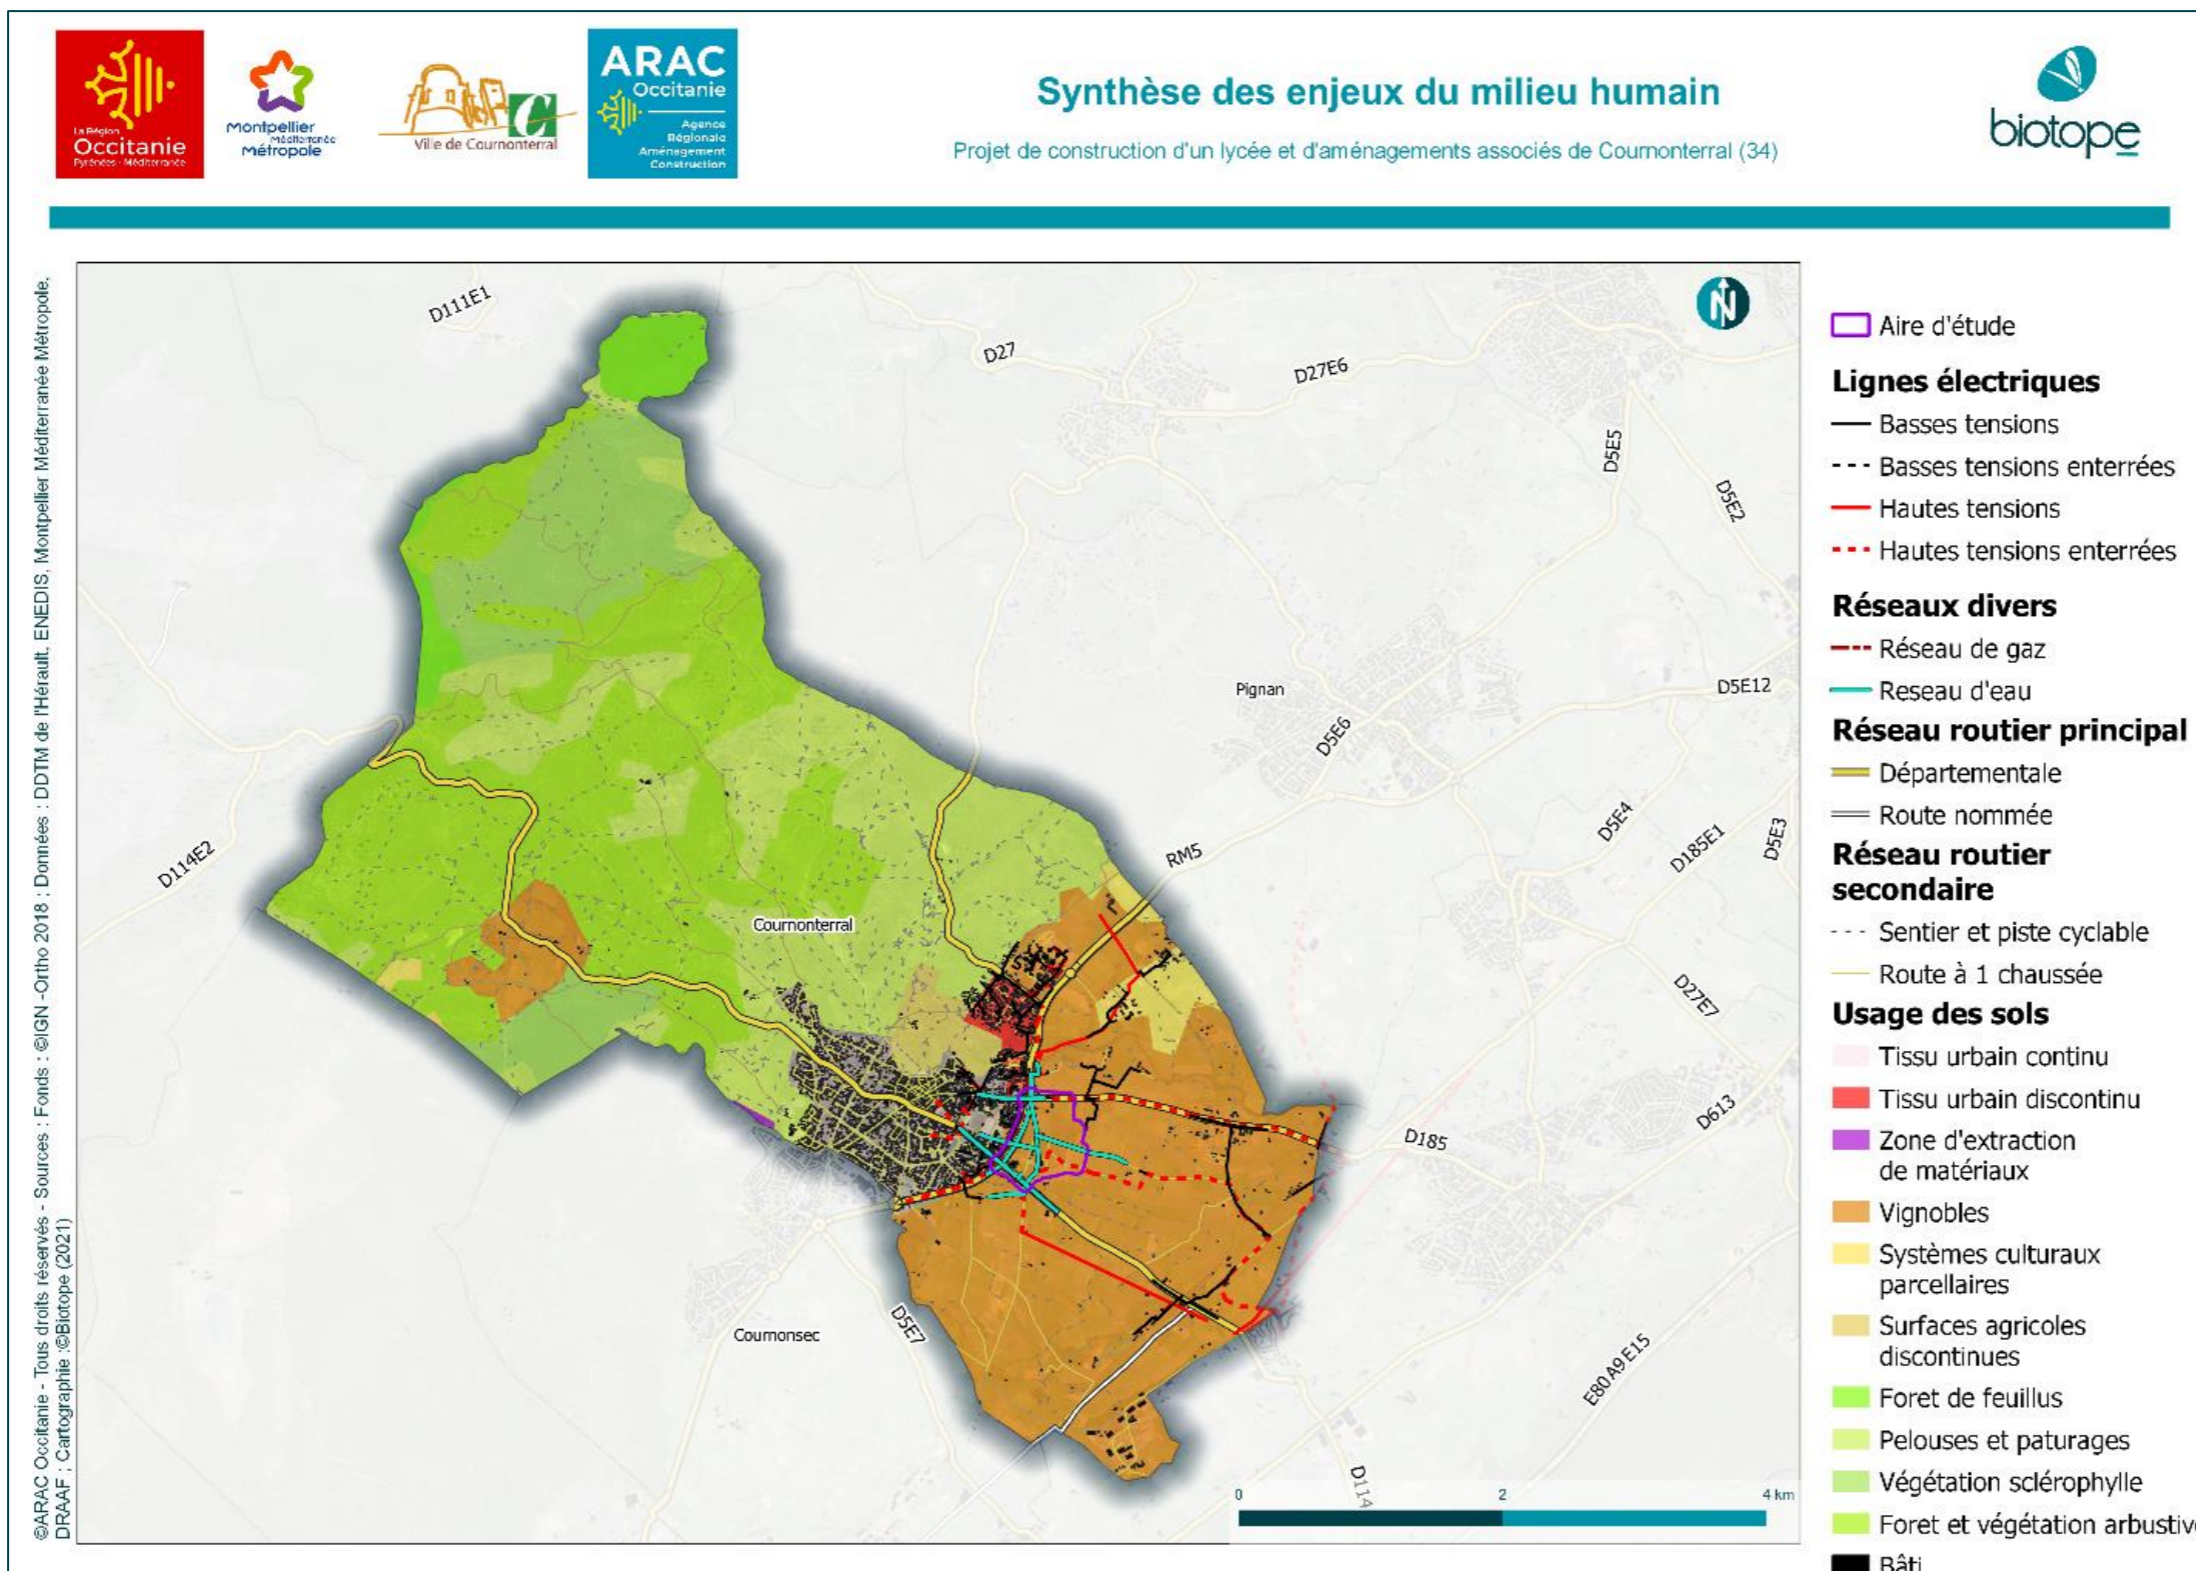 La Région
Occitanie
Pyrénées - Méditerranée
Montpellier
Méditerranée
Métropole
Ville de Cournonterral
ARAC
Occitanie
Agence
Régionale
Aménagement
Construction
Synthèse des enjeux du milieu humain
Projet de construction d'un lycée et d'aménagements associés de Cournonterral (34)
biotope
©ARAC Occitanie - Tous droits réservés - Sources : Fonds : ©IGN -Ortho 2018 ; Données : DDTM de l'Hérault, ENEDIS, Montpellier Méditerranée Métropole,
DRAAF ; Cartographie :©Biotope (2021)
D111E1
D27
D27E6
D5E5
D5E2
Pignan
D5E12
D5E6
D5E4
D185E1
D5E3
RM5
D114E2
Cournonterral
D27E7
D613
D185
Cournonsec
D5E7
E80 A9 E15
D114
0
2
4 km
Aire d'étude
Lignes électriques
Basses tensions
Basses tensions enterrées
Hautes tensions
Hautes tensions enterrées
Réseaux divers
Réseau de gaz
Reseau d'eau
Réseau routier principal
Départementale
Route nommée
Réseau routier
secondaire
Sentier et piste cyclable
Route à 1 chaussée
Usage des sols
Tissu urbain continu
Tissu urbain discontinu
Zone d'extraction
de matériaux
Vignobles
Systèmes culturaux
parcellaires
Surfaces agricoles
discontinues
Foret de feuillus
Pelouses et paturages
Végétation sclérophylle
Foret et végétation arbustive
Bâti